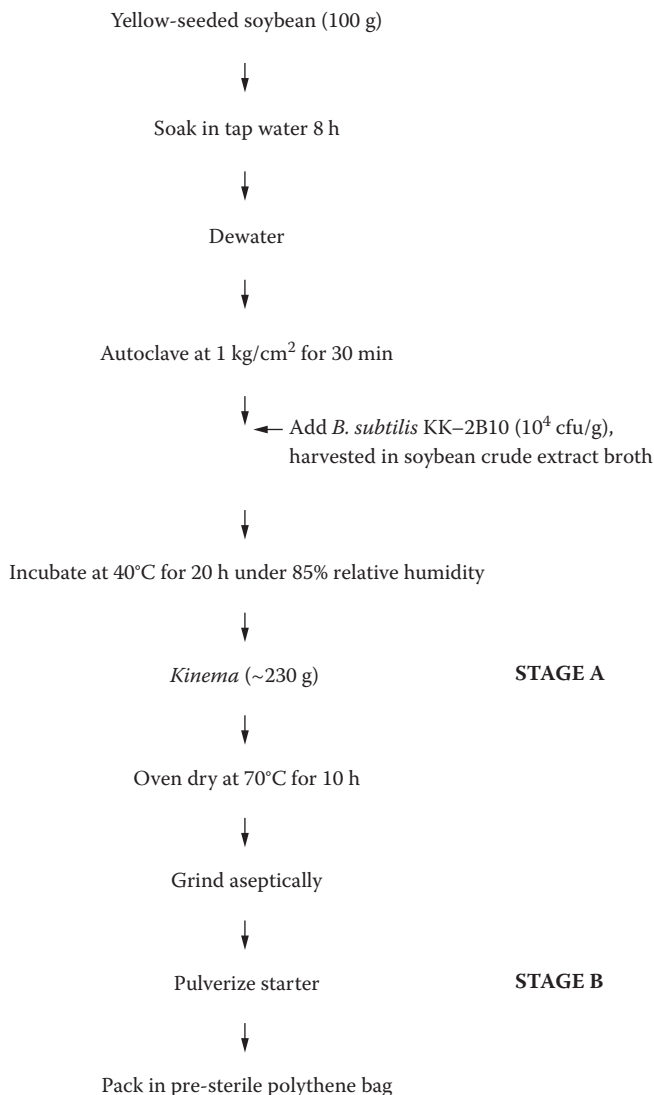 Yellow-seeded soybean (100 g)
Soak in tap water 8 h
Dewater
Autoclave at 1 kg/cm² for 30 min
Add B. subtilis KK–2B10 (10⁴ cfu/g),
harvested in soybean crude extract broth
Incubate at 40°C for 20 h under 85% relative humidity
Kinema (~230 g) STAGE A
Oven dry at 70°C for 10 h
Grind aseptically
Pulverize starter STAGE B
Pack in pre-sterile polythene bag